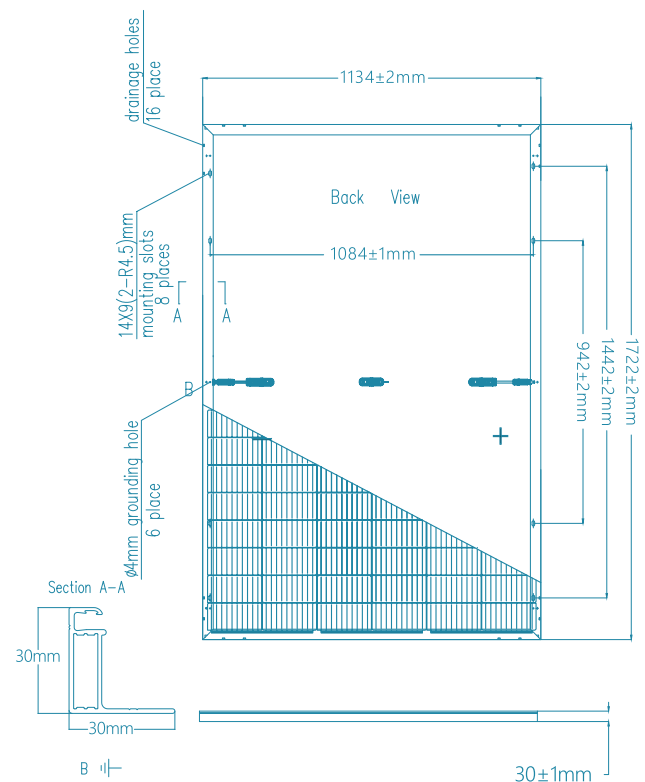 drainage holes
16 place
1134±2mm
Back View
1084±1mm
14X9(2-R4.5)mm
mounting slots
8 places
A A
942±2mm
1442±2mm
1722±2mm
B
+
ø4mm grounding hole
6 place
Section A-A
30mm
30mm
B
30±1mm